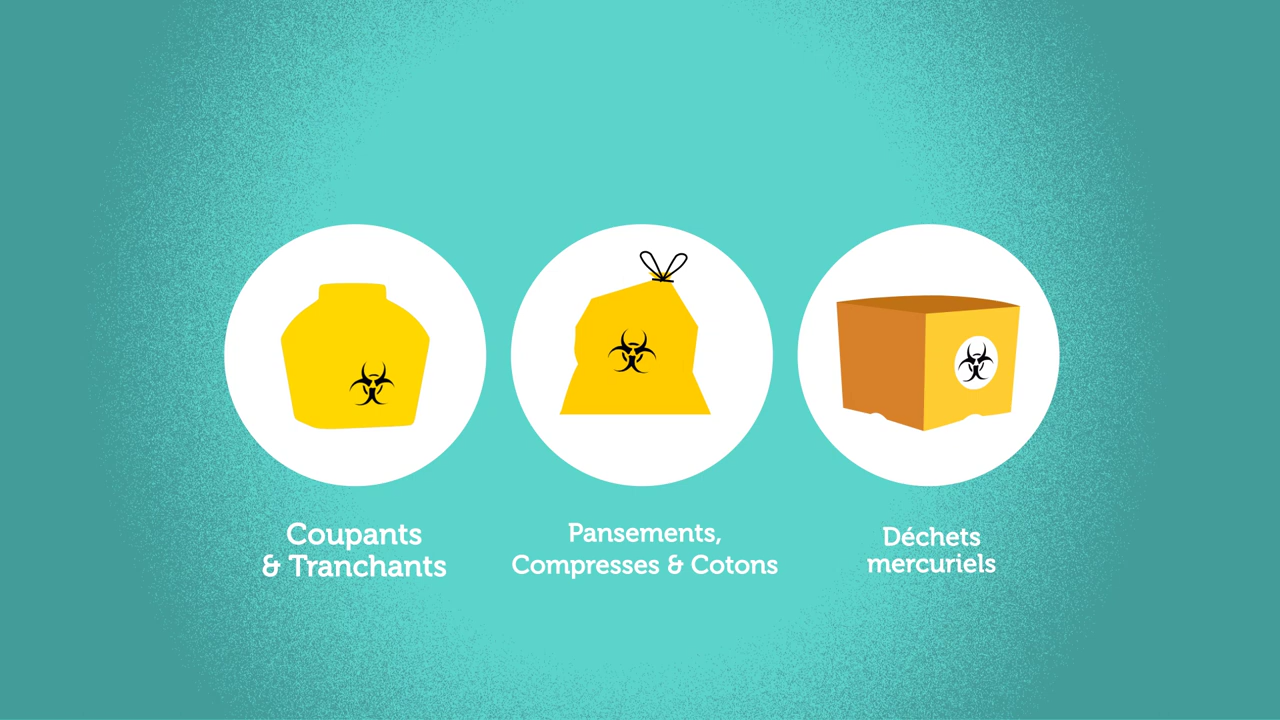 Coupants
& Tranchants
Pansements,
Compresses & Cotons
Déchets
mercuriels